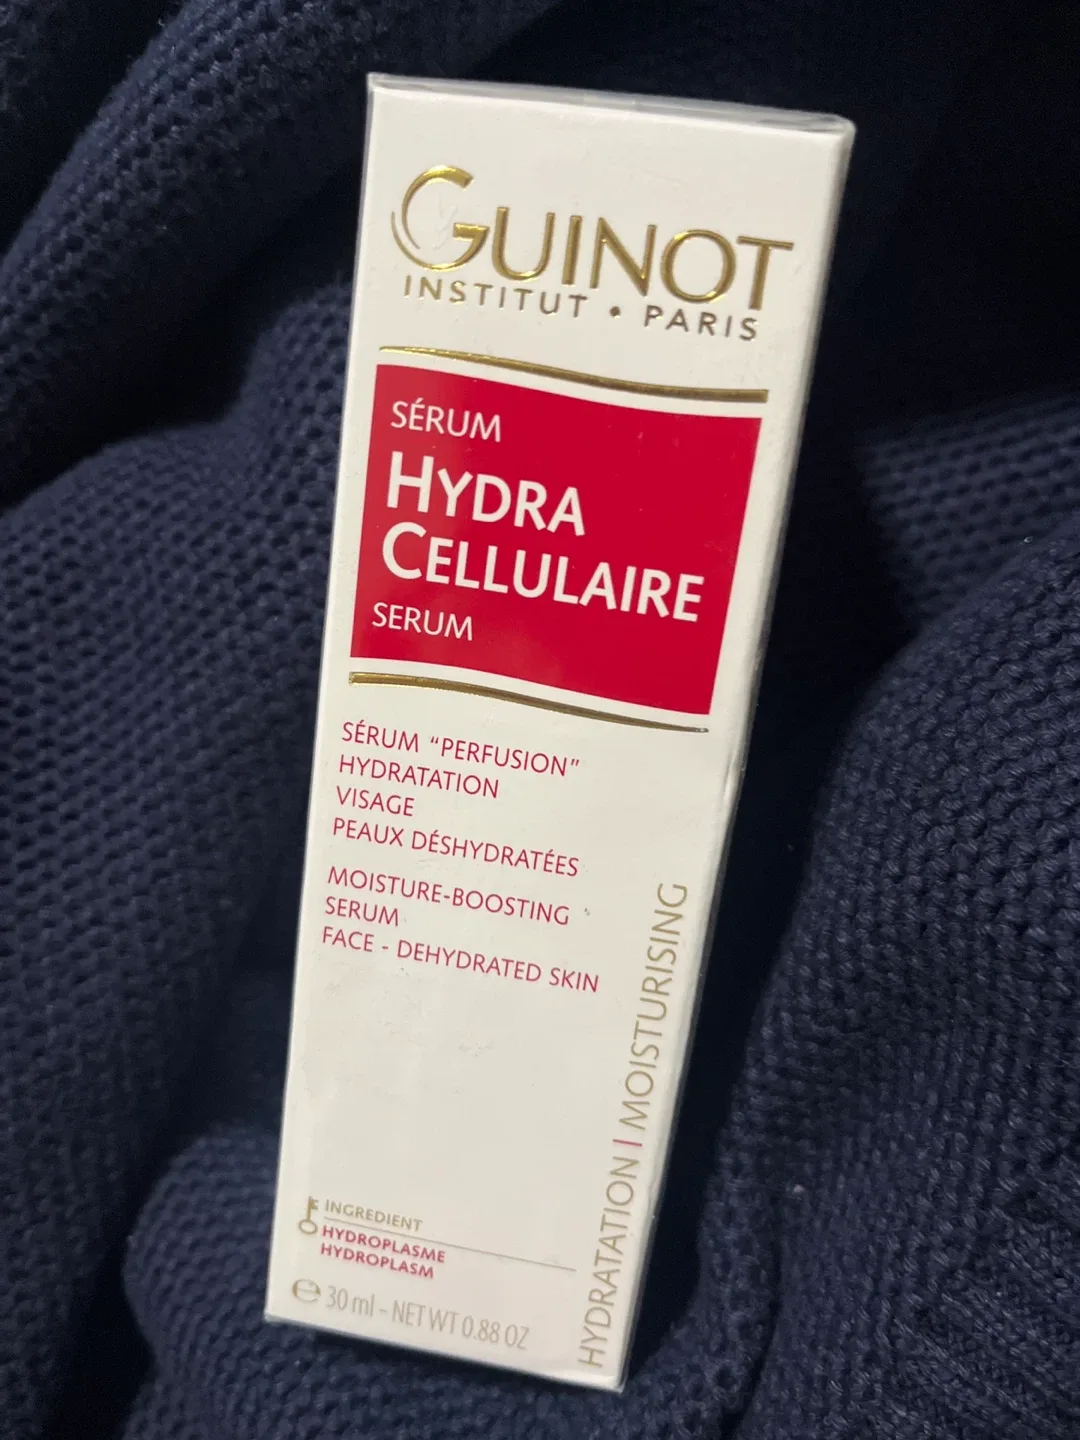 GUINOT
INSTITUT • PARIS
SÉRUM
HYDRA
CELLULAIRE
SERUM
SÉRUM "PERFUSION"
HYDRATATION
VISAGE
PEAUX DÉSHYDRATÉES
MOISTURE-BOOSTING
SERUM
FACE - DEHYDRATED SKIN
HYDRATATION | MOISTURISING
INGREDIENT
HYDROPLASME
HYDROPLASM
℮ 30 ml - NET WT 0.88 OZ